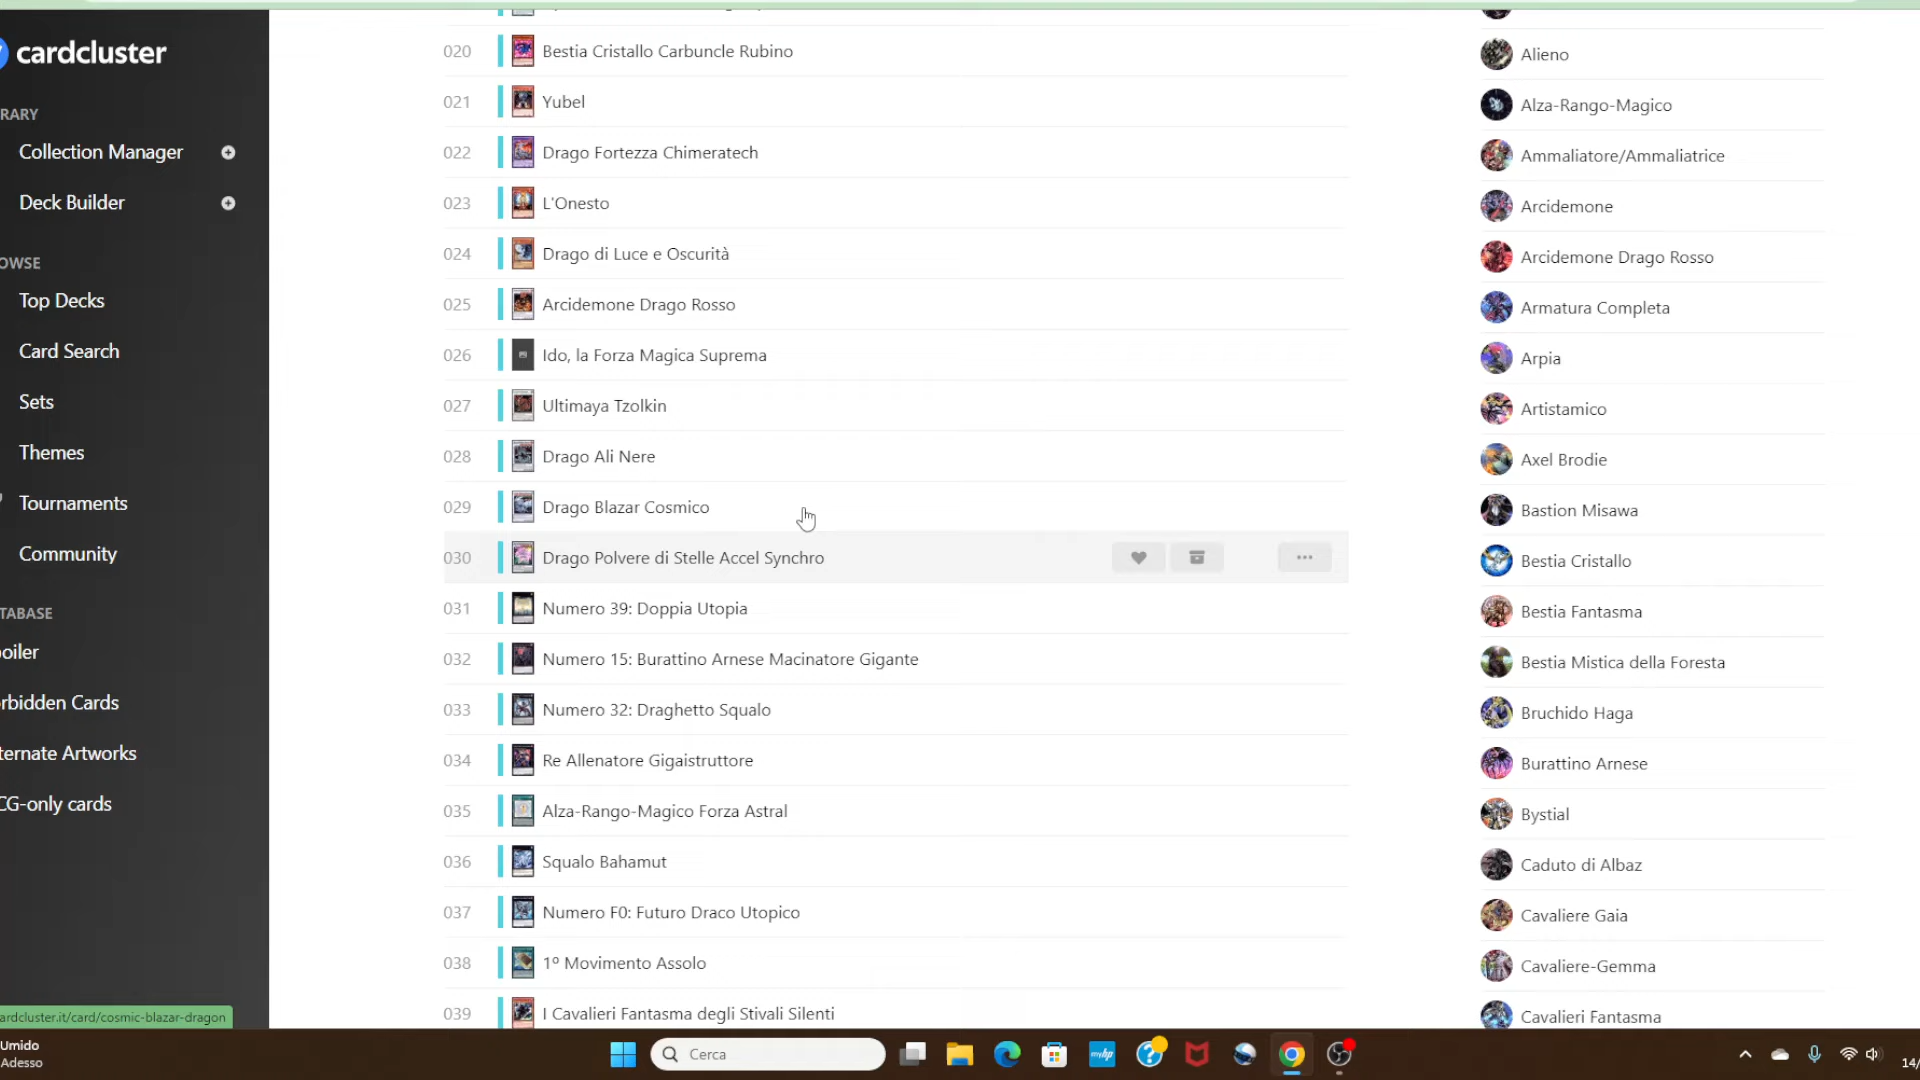 cardcluster
RARY
Collection Manager
Deck Builder
OWSE
Top Decks
Card Search
Sets
Themes
Tournaments
Community
TABASE
oiler
rbidden Cards
ternate Artworks
CG-only cards
020 Bestia Cristallo Carbuncle Rubino
021 Yubel
022 Drago Fortezza Chimeratech
023 L'Onesto
024 Drago di Luce e Oscurità
025 Arcidemone Drago Rosso
026 Ido, la Forza Magica Suprema
027 Ultimaya Tzolkin
028 Drago Ali Nere
029 Drago Blazar Cosmico
030 Drago Polvere di Stelle Accel Synchro
031 Numero 39: Doppia Utopia
032 Numero 15: Burattino Arnese Macinatore Gigante
033 Numero 32: Draghetto Squalo
034 Re Allenatore Gigaistruttore
035 Alza-Rango-Magico Forza Astral
036 Squalo Bahamut
037 Numero F0: Futuro Draco Utopico
038 1º Movimento Assolo
039 I Cavalieri Fantasma degli Stivali Silenti
Alieno
Alza-Rango-Magico
Ammaliatore/Ammaliatrice
Arcidemone
Arcidemone Drago Rosso
Armatura Completa
Arpia
Artistamico
Axel Brodie
Bastion Misawa
Bestia Cristallo
Bestia Fantasma
Bestia Mistica della Foresta
Bruchido Haga
Burattino Arnese
Bystial
Caduto di Albaz
Cavaliere Gaia
Cavaliere-Gemma
Cavalieri Fantasma
ardcluster.it/card/cosmic-blazar-dragon
Umido
Adesso
Cerca
myhp
14/